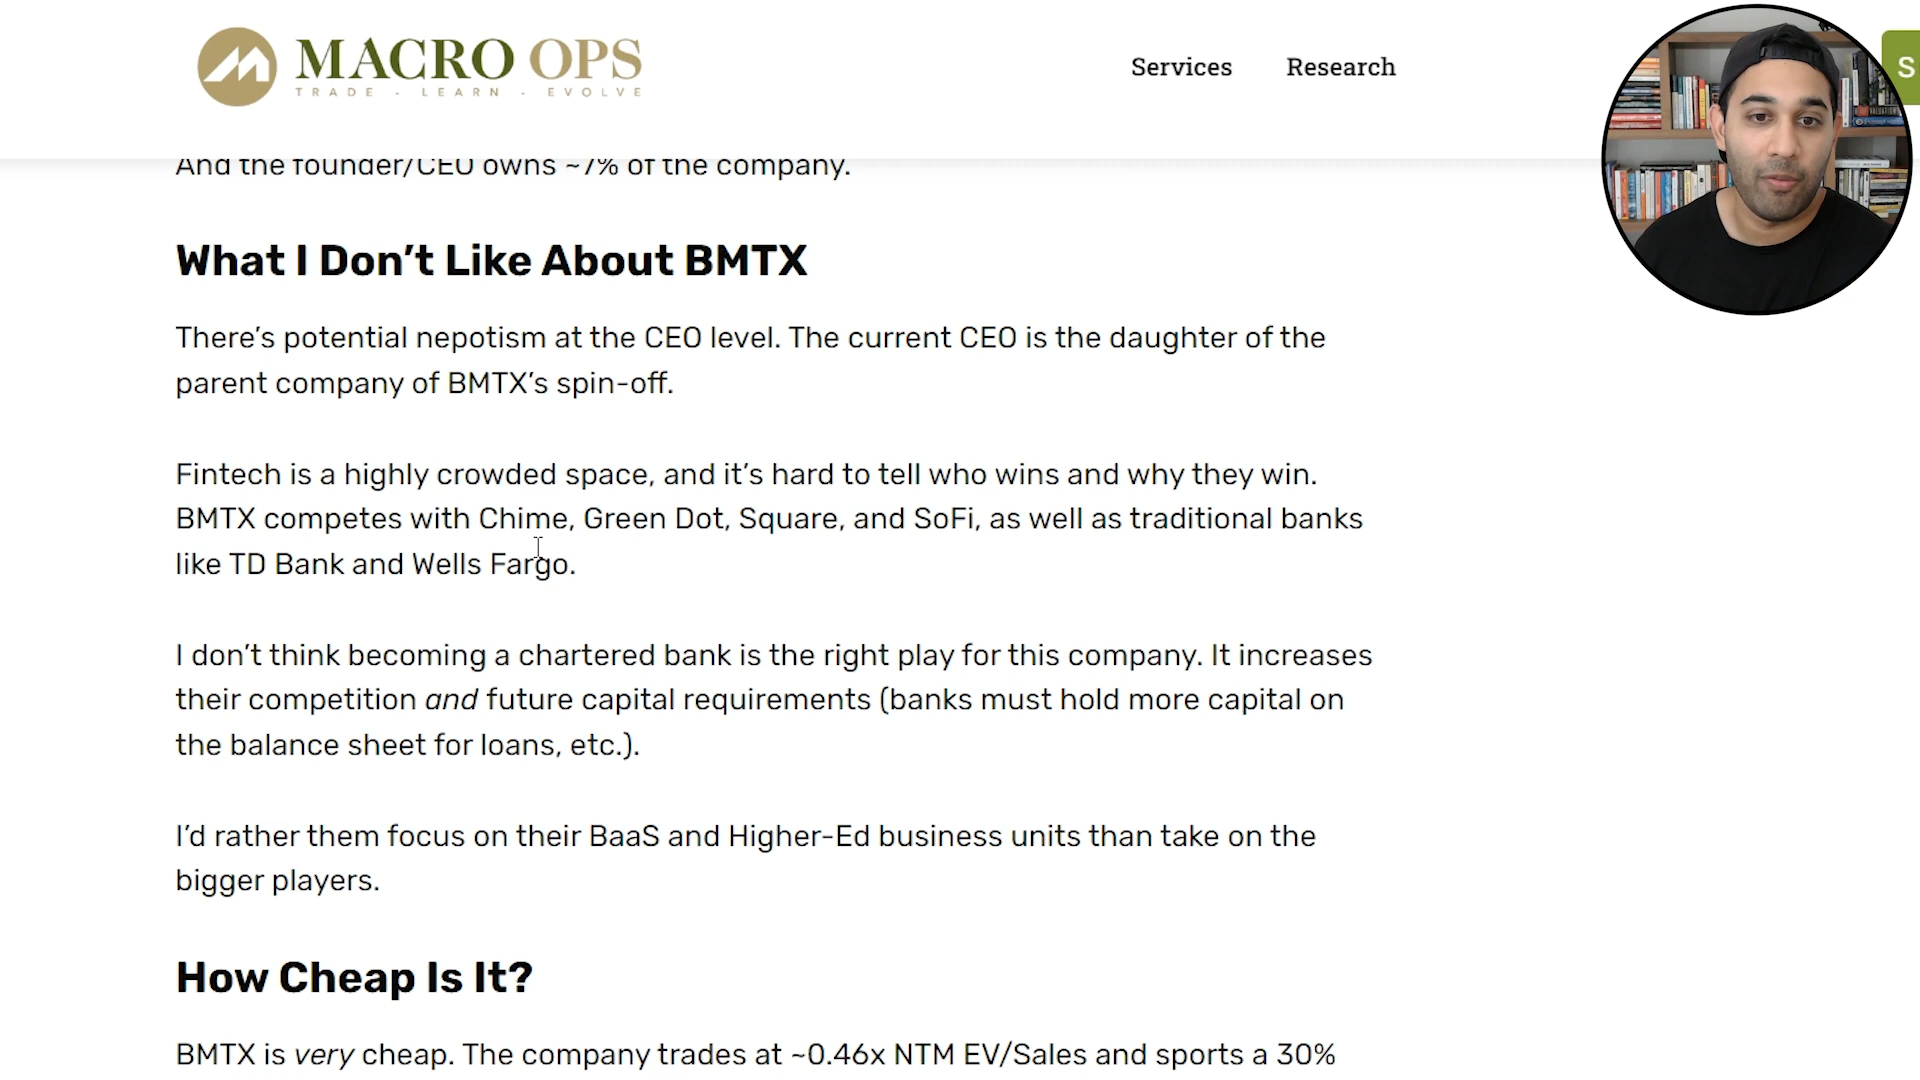 MACRO OPS
TRADE - LEARN - EVOLVE
Services
Research
S
And the founder/CEO owns ~7% of the company.
What I Don’t Like About BMTX
There’s potential nepotism at the CEO level. The current CEO is the daughter of the
parent company of BMTX’s spin-off.
Fintech is a highly crowded space, and it’s hard to tell who wins and why they win.
BMTX competes with Chime, Green Dot, Square, and SoFi, as well as traditional banks
like TD Bank and Wells Fargo.
I don’t think becoming a chartered bank is the right play for this company. It increases
their competition and future capital requirements (banks must hold more capital on
the balance sheet for loans, etc.).
I’d rather them focus on their BaaS and Higher-Ed business units than take on the
bigger players.
How Cheap Is It?
BMTX is very cheap. The company trades at ~0.46x NTM EV/Sales and sports a 30%